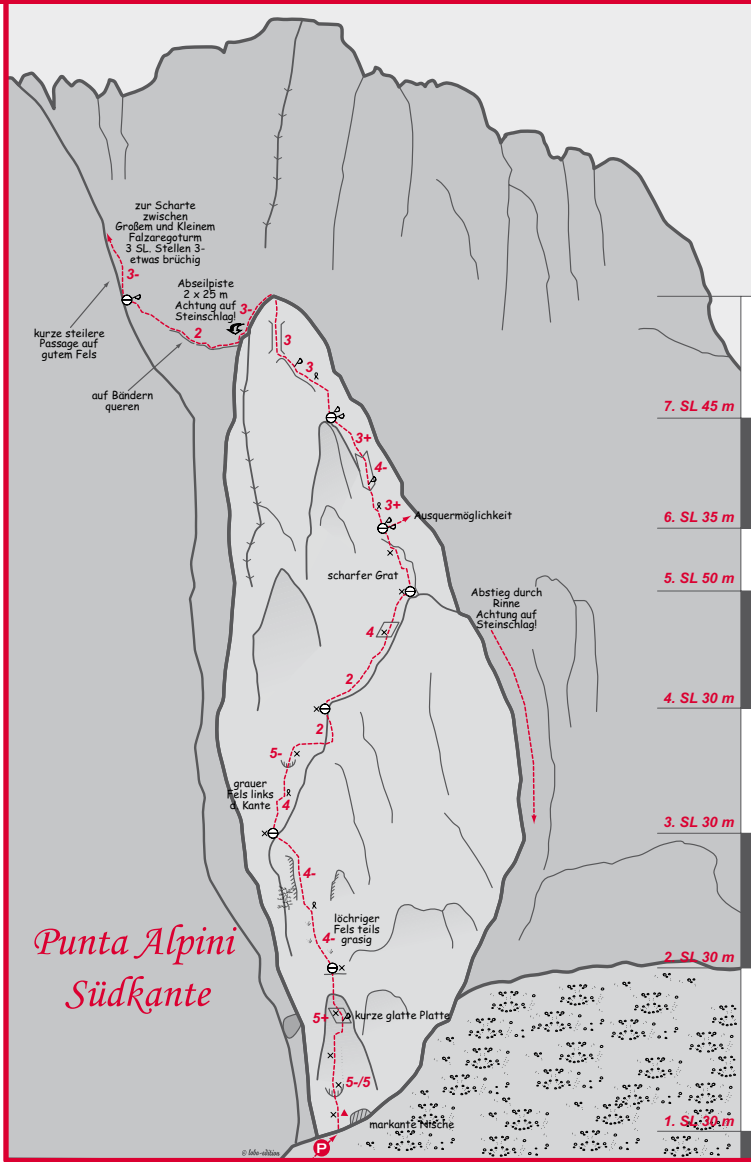 zur Scharte
zwischen
Großem und Kleinem
Falzaregoturm
3 SL. Stellen 3-
etwas brüchig
3-
Abseilpiste
2 x 25 m
Achtung auf
Steinschlag!
3-
kurze steilere
Passage auf
gutem Fels
2
auf Bändern
queren
3
3
7. SL 45 m
3+
4-
3+
Ausquermöglichkeit
6. SL 35 m
scharfer Grat
5. SL 50 m
Abstieg durch
Rinne
Achtung auf
Steinschlag!
4
2
4. SL 30 m
2
5-
grauer
Fels links
d. Kante
4
3. SL 30 m
4-
löchriger
Fels teils
grasig
4-
Punta Alpini
Südkante
2. SL 30 m
5+
kurze glatte Platte
5-/5
markante Nische
1. SL 30 m
P
© lobo-edition